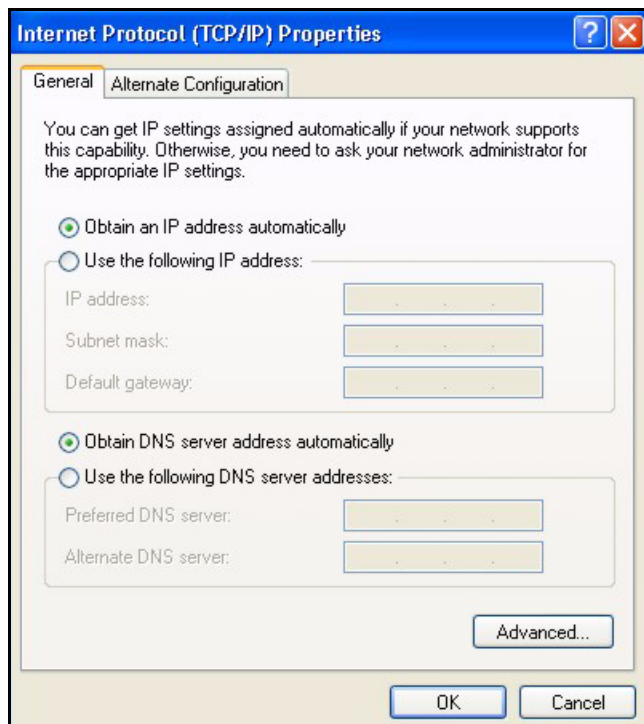 Internet Protocol (TCP/IP) Properties
General
Alternate Configuration
You can get IP settings assigned automatically if your network supports
this capability. Otherwise, you need to ask your network administrator for
the appropriate IP settings.
Obtain an IP address automatically
Use the following IP address:
IP address:
Subnet mask:
Default gateway:
Obtain DNS server address automatically
Use the following DNS server addresses:
Preferred DNS server:
Alternate DNS server:
Advanced...
OK
Cancel